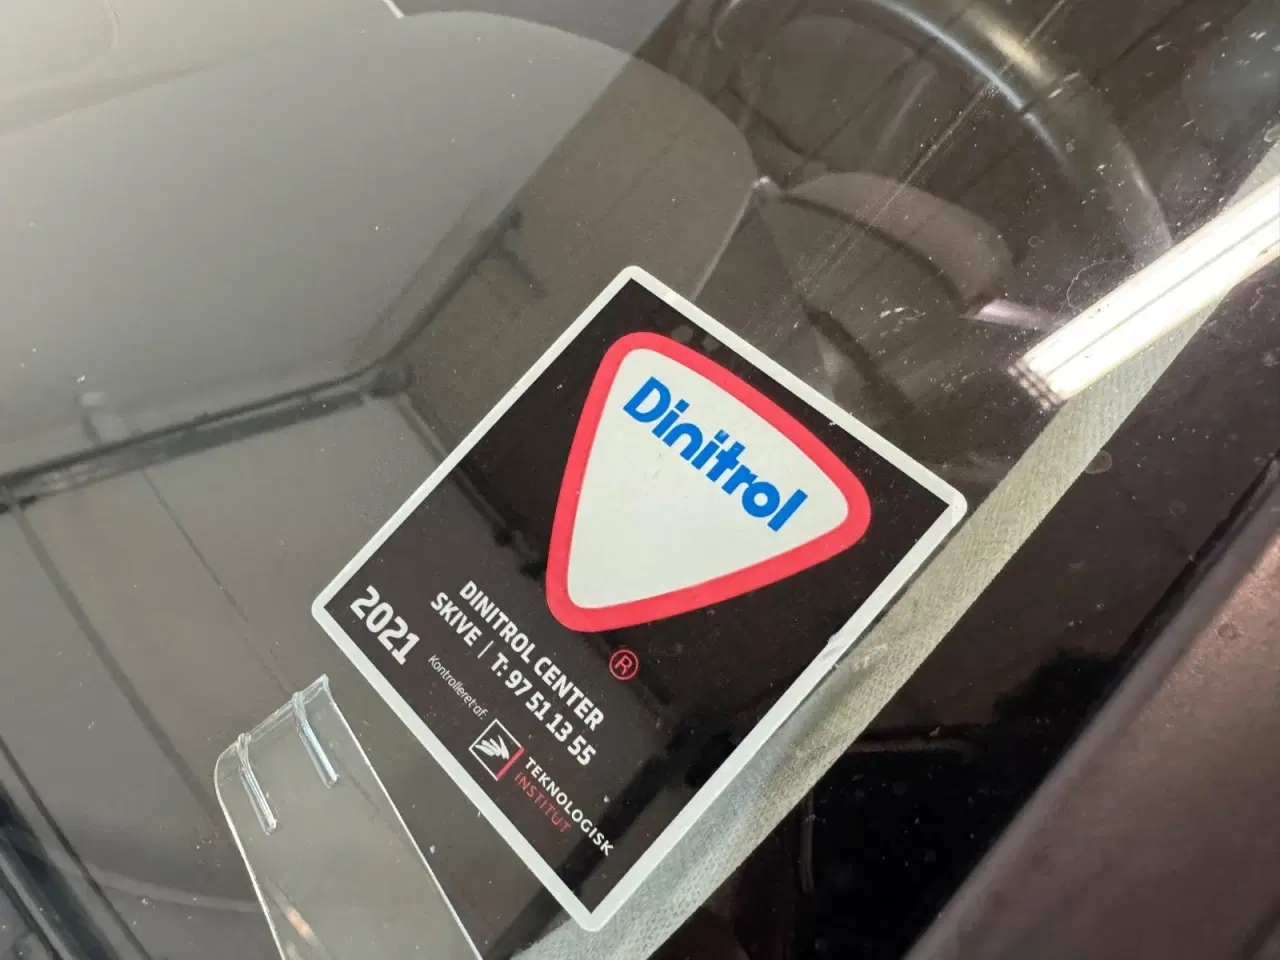 Dinitrol
®
DINITROL CENTER
SKIVE | T: 97 51 13 55
2021
Kontrolleret af:
TEKNOLOGISK
INSTITUT